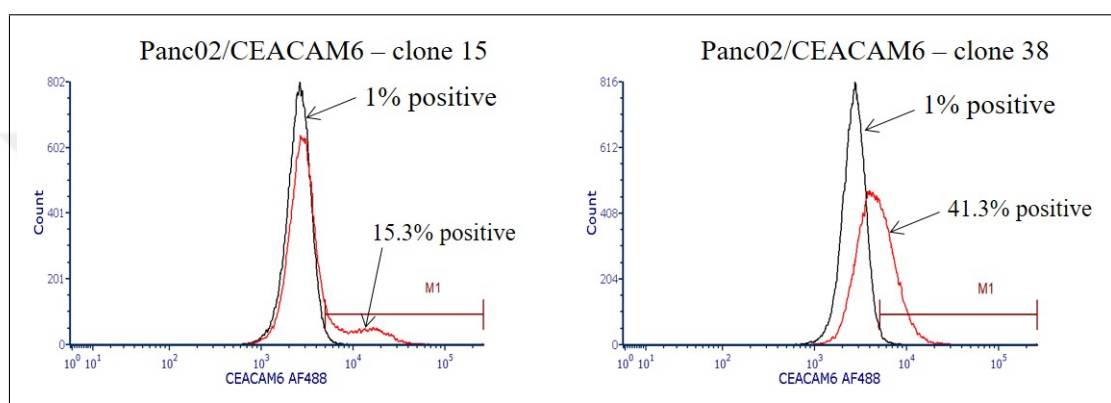 Panc02/CEACAM6 – clone 15
802
612
401
201
0
Count
1% positive
15.3% positive
M1
10⁰ 10¹ 10² 10³ 10⁴ 10⁵
CEACAM6 AF488
Panc02/CEACAM6 – clone 38
816
612
408
204
0
Count
1% positive
41.3% positive
M1
10⁰ 10¹ 10² 10³ 10⁴ 10⁵
CEACAM6 AF488